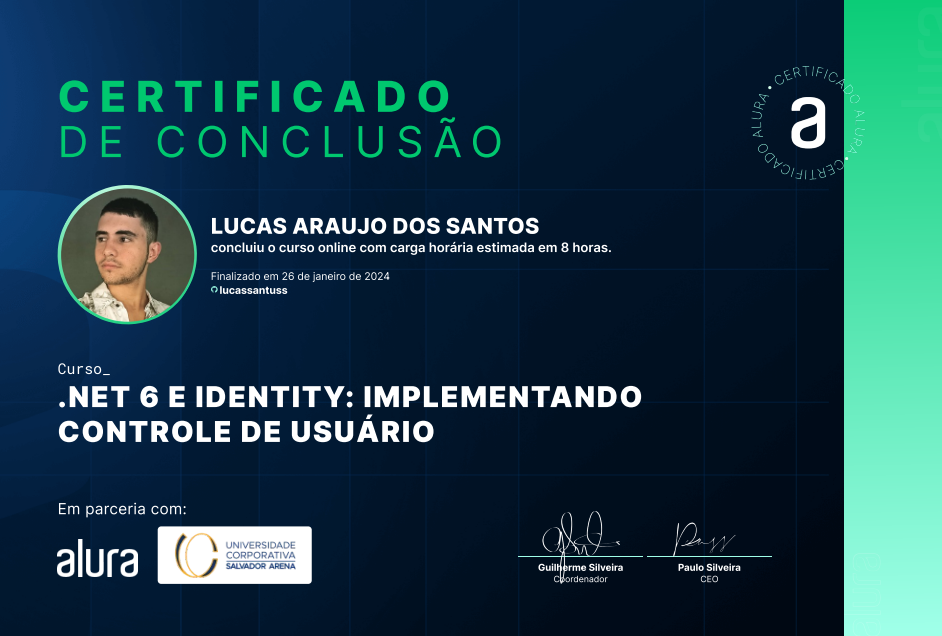 CERTIFICADO
DE CONCLUSÃO
CERTIFICADO ALURA • CERTIFICADO ALURA •
a
alura
LUCAS ARAUJO DOS SANTOS
concluiu o curso online com carga horária estimada em 8 horas.
Finalizado em 26 de janeiro de 2024
lucassantuss
Curso_
.NET 6 E IDENTITY: IMPLEMENTANDO
CONTROLE DE USUÁRIO
Em parceria com:
alura
UNIVERSIDADE
CORPORATIVA
SALVADOR ARENA
Guilherme Silveira
Coordenador
Paulo Silveira
CEO